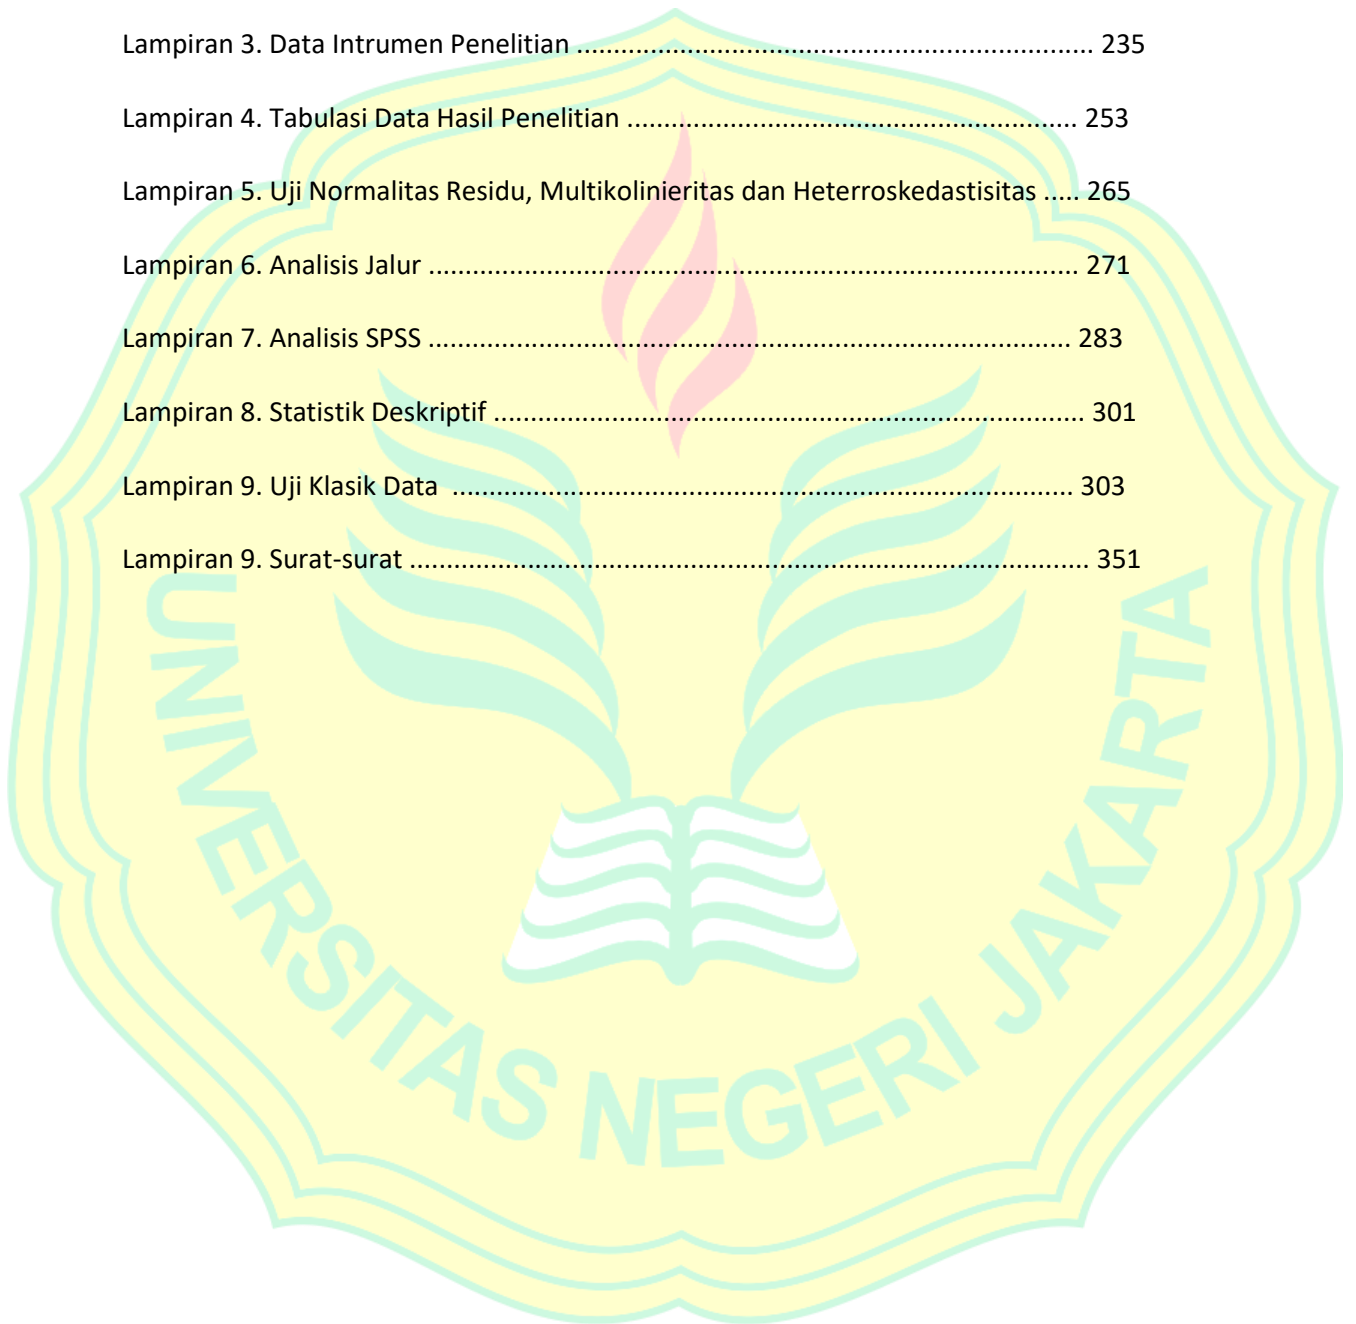 Lampiran 3. Data Intrumen Penelitian ....................................................................... 235
Lampiran 4. Tabulasi Data Hasil Penelitian ............................................................. 253
Lampiran 5. Uji Normalitas Residu, Multikolinieritas dan Heterroskedastisitas ..... 265
Lampiran 6. Analisis Jalur ........................................................................................ 271
Lampiran 7. Analisis SPSS ....................................................................................... 283
Lampiran 8. Statistik Deskriptif ................................................................................ 301
Lampiran 9. Uji Klasik Data .................................................................................... 303
Lampiran 9. Surat-surat ............................................................................................ 351
UNIVERSITAS NEGERI JAKARTA